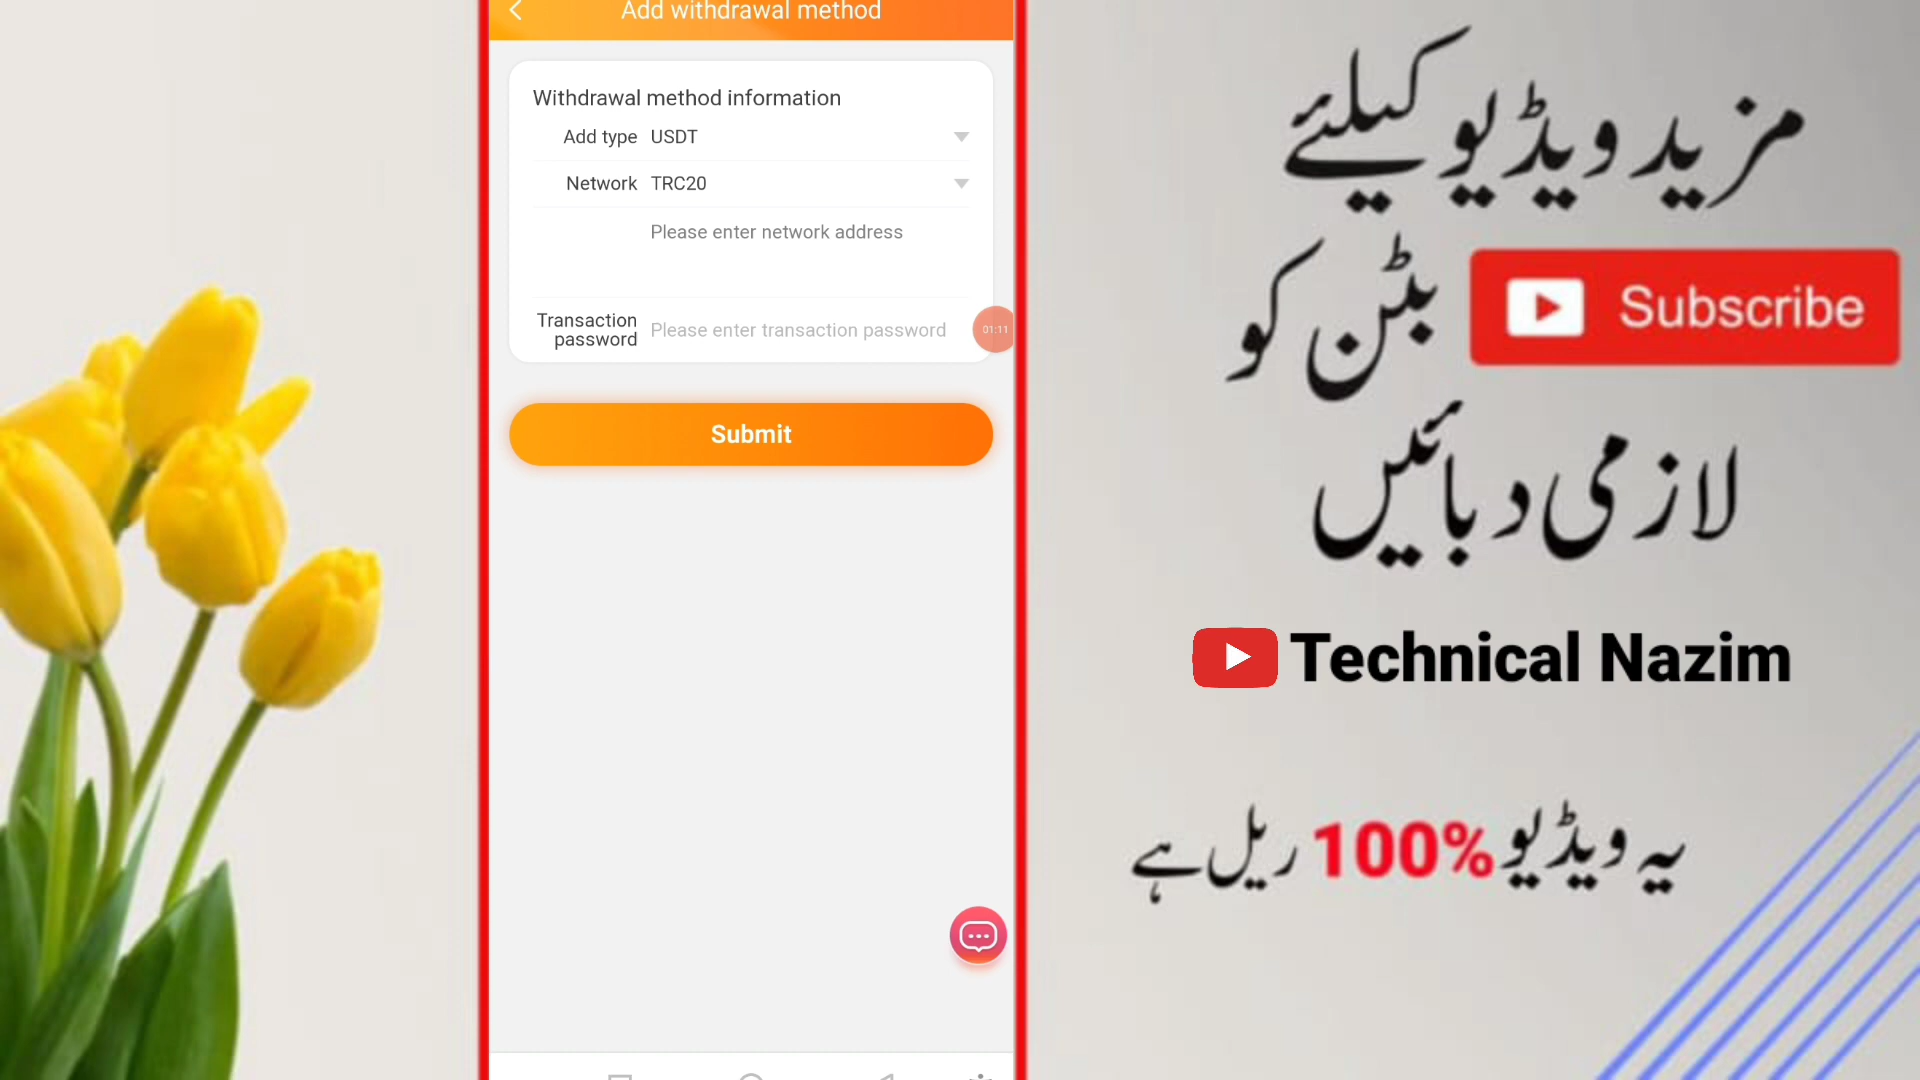 Add withdrawal method
Withdrawal method information
Add type USDT
Network TRC20
Please enter network address
Transaction password Please enter transaction password
01:11
Submit
مزید ویڈیو کیلئے
Subscribe بٹن کو
لازمی دبائیں
Technical Nazim
یہ ویڈیو 100% ریل ہے